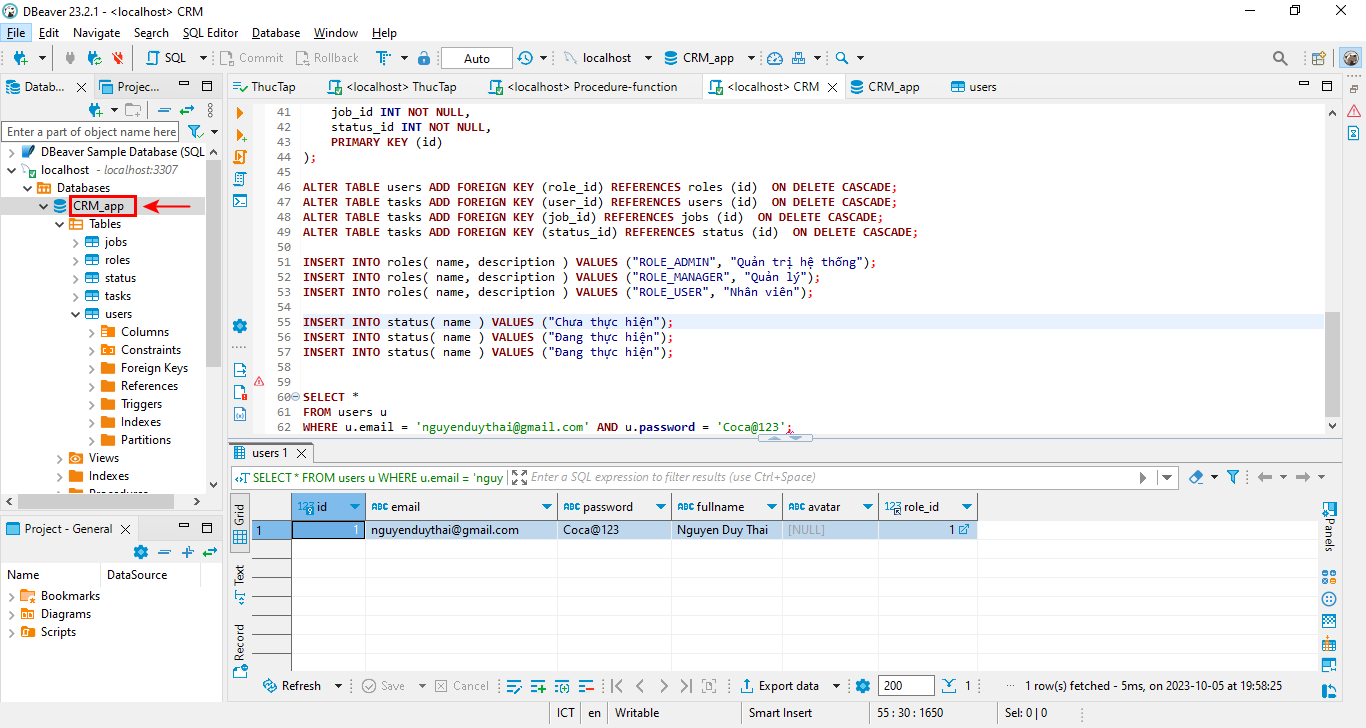 DBeaver 23.2.1 - <localhost> CRM
File Edit Navigate Search SQL Editor Database Window Help
SQL Commit Rollback Auto localhost CRM_app
Datab... Projec...
ThucTap <localhost> ThucTap <localhost> Procedure-function <localhost> CRM CRM_app users
Enter a part of object name here
DBeaver Sample Database (SQL
localhost - localhost:3307
Databases
CRM_app
Tables
jobs
roles
status
tasks
users
Columns
Constraints
Foreign Keys
References
Triggers
Indexes
Partitions
Views
Indexes
Procedures
41 job_id INT NOT NULL,
42 status_id INT NOT NULL,
43 PRIMARY KEY (id)
44 );
45
46 ALTER TABLE users ADD FOREIGN KEY (role_id) REFERENCES roles (id) ON DELETE CASCADE;
47 ALTER TABLE tasks ADD FOREIGN KEY (user_id) REFERENCES users (id) ON DELETE CASCADE;
48 ALTER TABLE tasks ADD FOREIGN KEY (job_id) REFERENCES jobs (id) ON DELETE CASCADE;
49 ALTER TABLE tasks ADD FOREIGN KEY (status_id) REFERENCES status (id) ON DELETE CASCADE;
50
51 INSERT INTO roles( name, description ) VALUES ("ROLE_ADMIN", "Quản trị hệ thống");
52 INSERT INTO roles( name, description ) VALUES ("ROLE_MANAGER", "Quản lý");
53 INSERT INTO roles( name, description ) VALUES ("ROLE_USER", "Nhân viên");
54
55 INSERT INTO status( name ) VALUES ("Chưa thực hiện");
56 INSERT INTO status( name ) VALUES ("Đang thực hiện");
57 INSERT INTO status( name ) VALUES ("Đang thực hiện");
58
59
60 SELECT *
61 FROM users u
62 WHERE u.email = 'nguyenduythai@gmail.com' AND u.password = 'Coca@123';
users 1
SELECT * FROM users u WHERE u.email = 'nguy Enter a SQL expression to filter results (use Ctrl+Space)
Grid
Text
Record
123 id ABC email ABC password ABC fullname ABC avatar 123 role_id
1 1 nguyenduythai@gmail.com Coca@123 Nguyen Duy Thai [NULL] 1
Panels
Project - General
Name DataSource
Bookmarks
Diagrams
Scripts
Refresh Save Cancel Export data 200 1 1 row(s) fetched - 5ms, on 2023-10-05 at 19:58:25
ICT en Writable Smart Insert 55 : 30 : 1650 Sel: 0 | 0